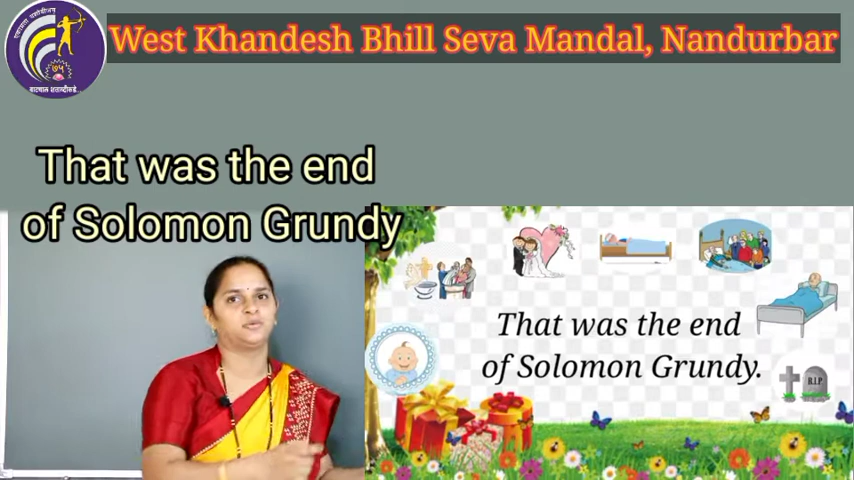 West Khandesh Bhill Seva Mandal, Nandurbar
That was the end
of Solomon Grundy
That was the end
of Solomon Grundy.
R.I.P.